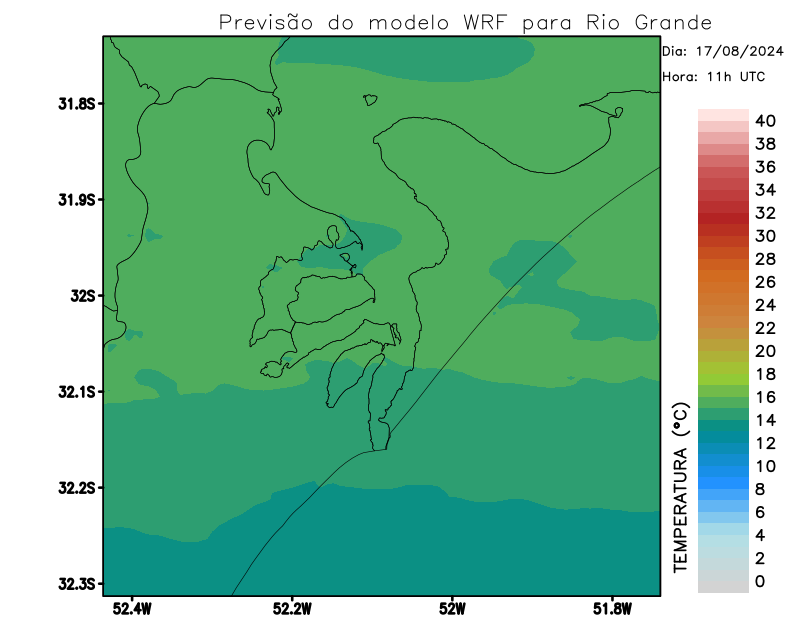 Previsão do modelo WRF para Rio Grande
Dia: 17/08/2024
Hora: 11h UTC
31.8S
31.9S
32S
32.1S
32.2S
32.3S
52.4W
52.2W
52W
51.8W
TEMPERATURA (°C)
40
38
36
34
32
30
28
26
24
22
20
18
16
14
12
10
8
6
4
2
0